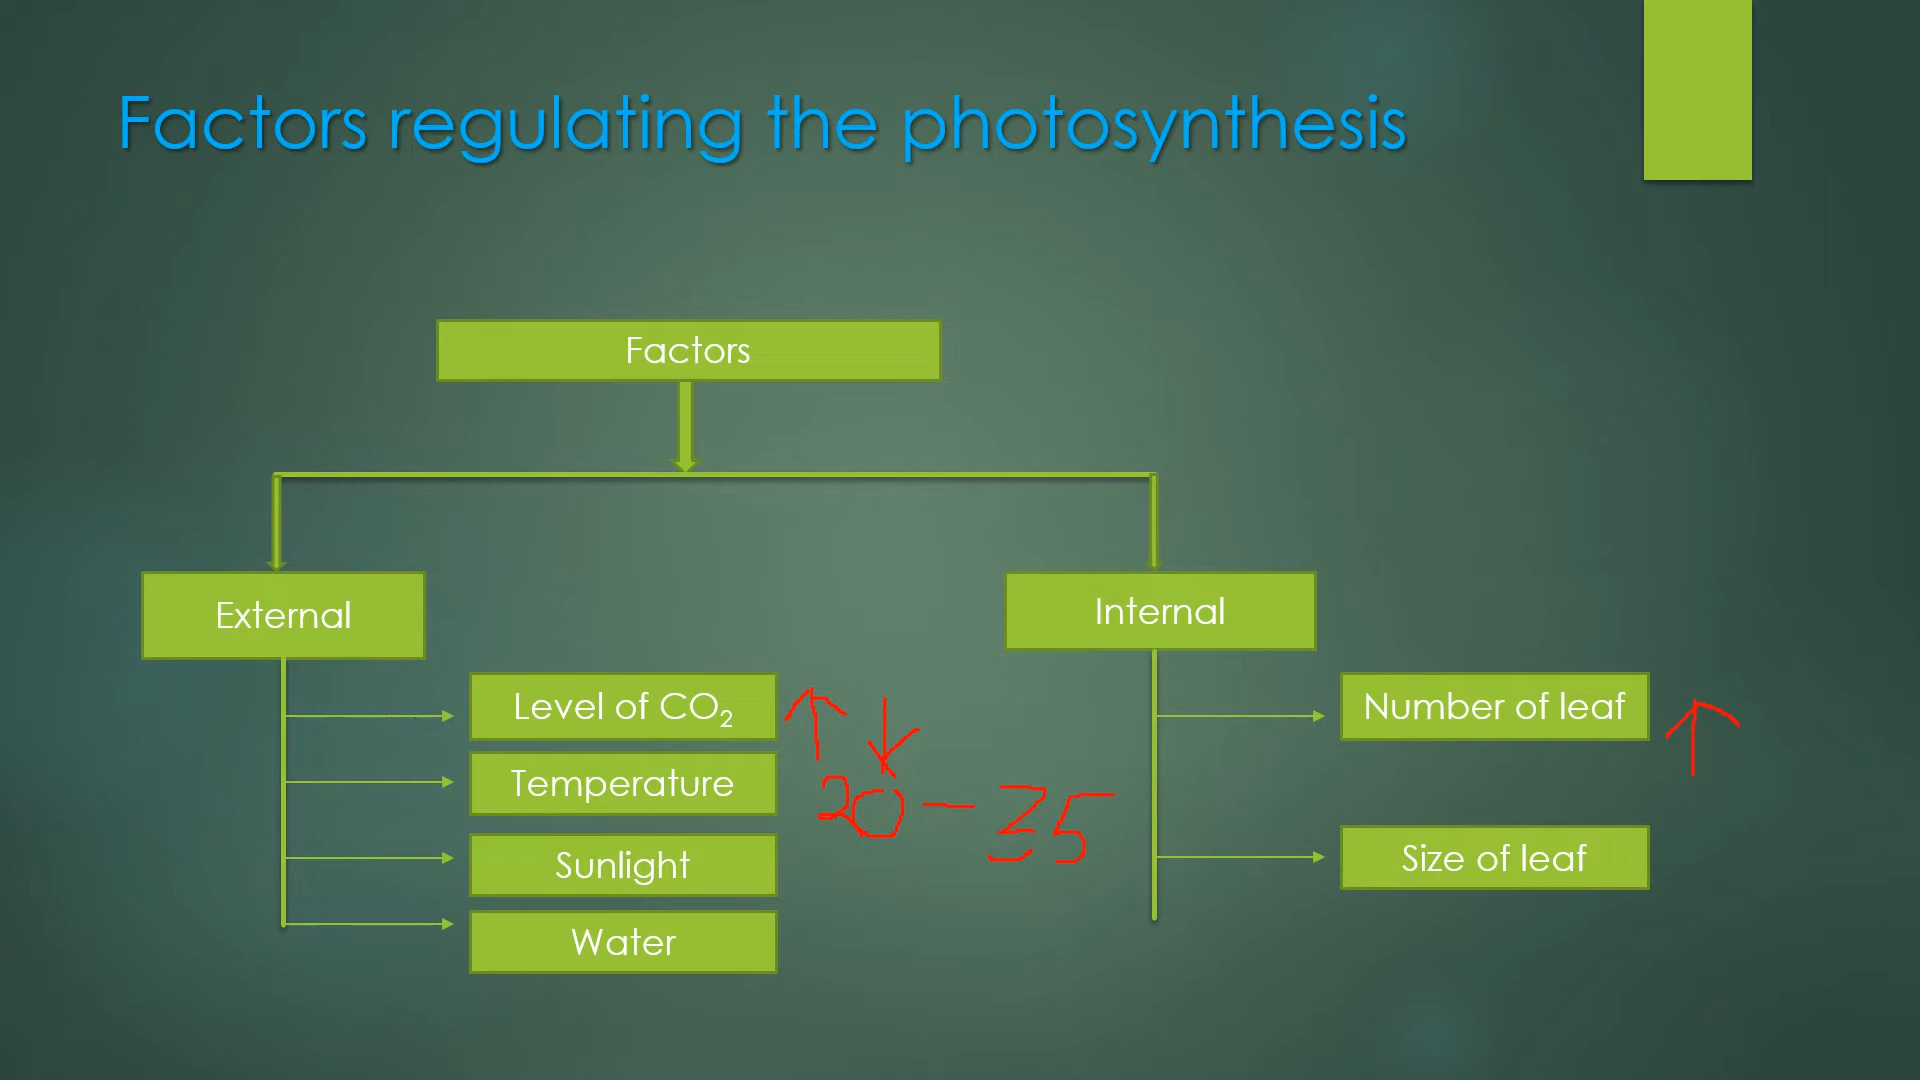 Factors regulating the photosynthesis
Factors
External
Internal
Level of CO₂
Number of leaf
Temperature
20 - 35
Sunlight
Size of leaf
Water